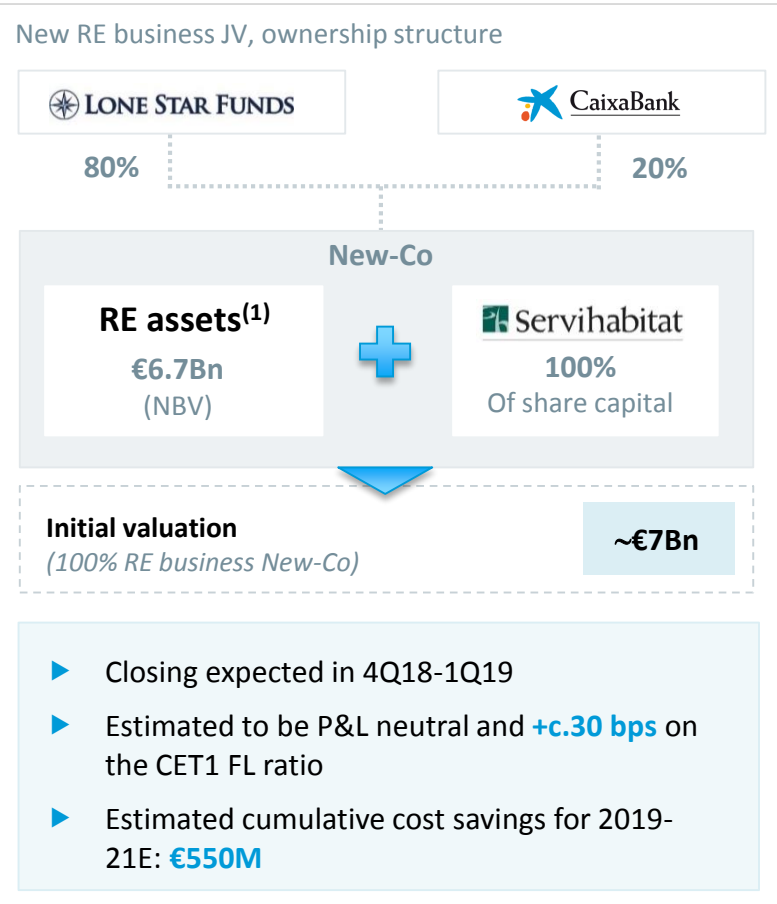 New RE business JV, ownership structure
LONE STAR FUNDS
CaixaBank
80%
20%
New-Co
RE assets(1)
€6.7Bn
(NBV)
Servihabitat
100%
Of share capital
Initial valuation
(100% RE business New-Co)
~€7Bn
Closing expected in 4Q18-1Q19
Estimated to be P&L neutral and +c.30 bps on
the CET1 FL ratio
Estimated cumulative cost savings for 2019-
21E: €550M